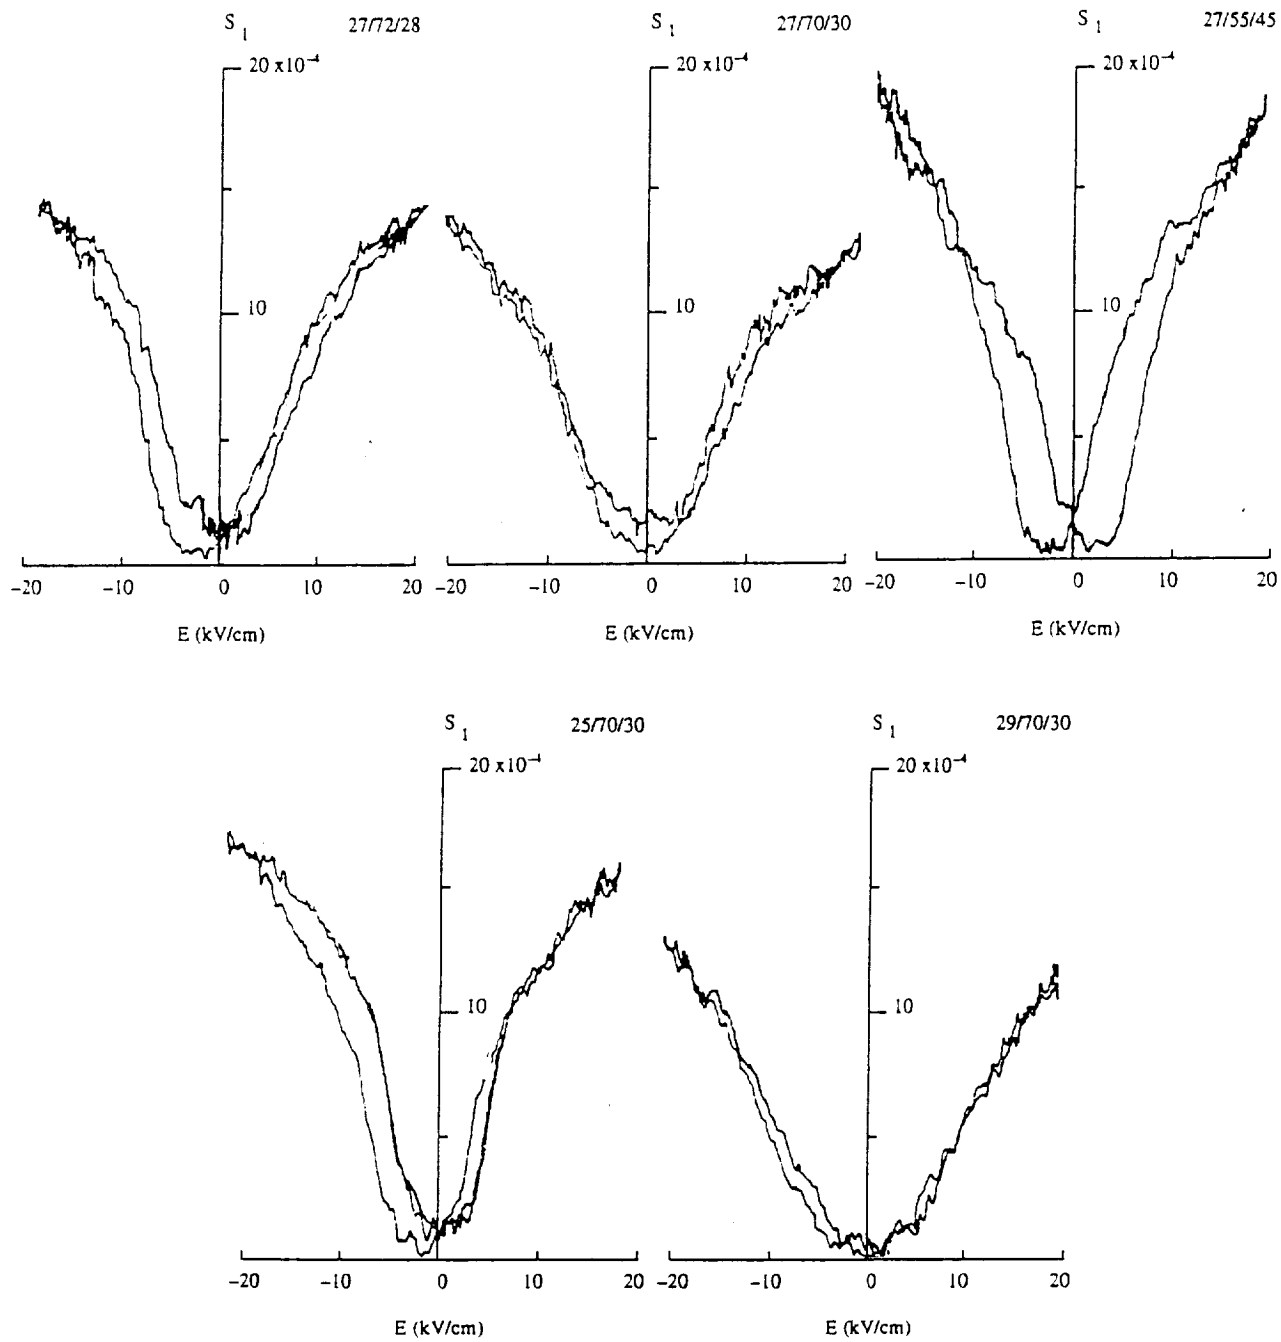 S 1 27/72/28 S 1 27/70/30 S 1 27/55/45
20 x10⁻⁴ 20 x10⁻⁴ 20 x10⁻⁴
10 10 10
−20 −10 0 10 20 −20 −10 0 10 20 −20 −10 0 10 20
E (kV/cm) E (kV/cm) E (kV/cm)
S 1 25/70/30 S 1 29/70/30
20 x10⁻⁴ 20 x10⁻⁴
10 10
−20 −10 0 10 20 −20 −10 0 10 20
E (kV/cm) E (kV/cm)